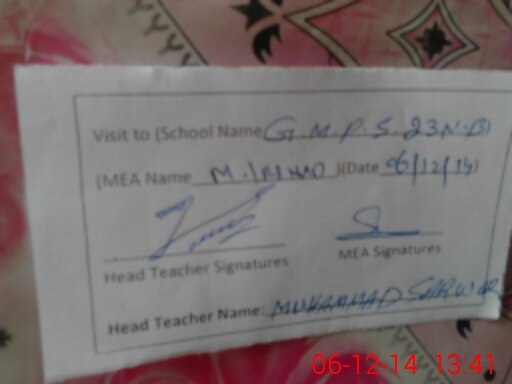 Visit to (School Name G.M.P.S. 23N.B)
(MEA Name M. )(Date 06/12/14)
Head Teacher Signatures MEA Signatures
Head Teacher Name: MUHAMMAD SARWAR
06-12-14 13:41